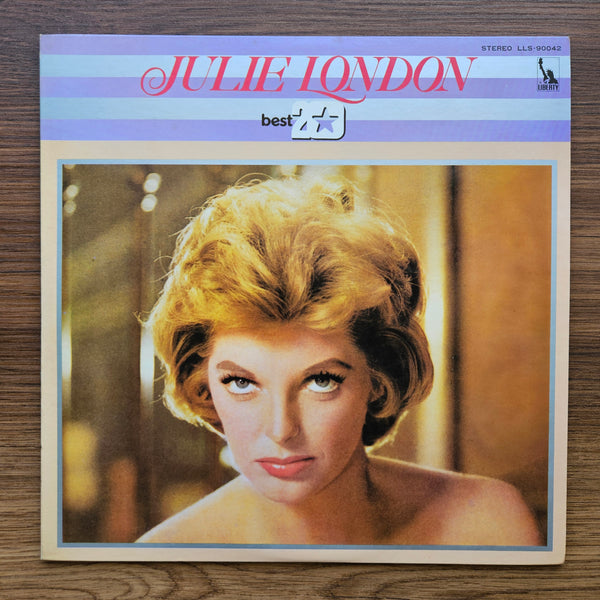 STEREO LLS-90042
JULIE LONDON
LIBERTY
best 20